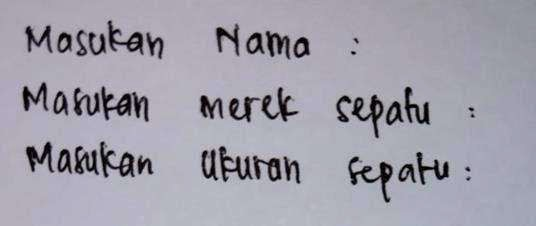 Masukan Nama :
Masukan merek sepatu :
Masukan ukuran sepatu :